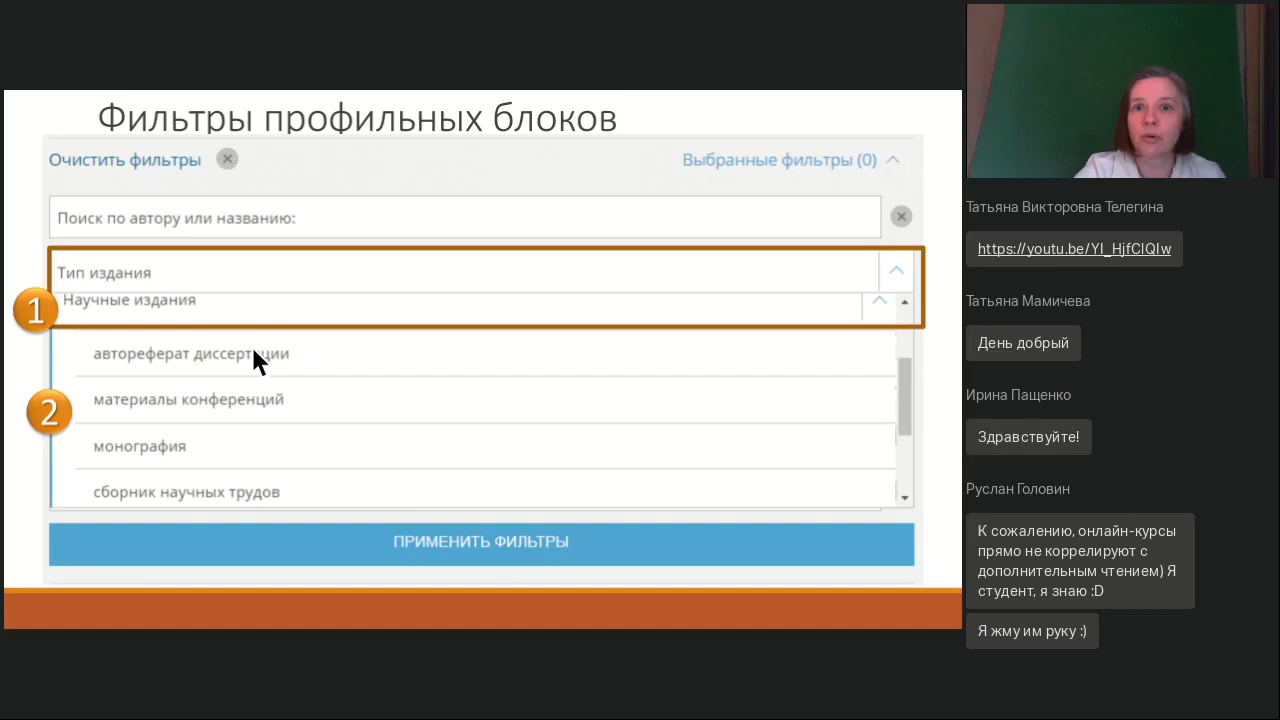 Фильтры профильных блоков
Очистить фильтры
Выбранные фильтры (0)
Поиск по автору или названию:
Тип издания
1
Научные издания
автореферат диссертации
2
материалы конференций
монография
сборник научных трудов
ПРИМЕНИТЬ ФИЛЬТРЫ
Татьяна Викторовна Телегина
https://youtu.be/YI_HjfClQIw
Татьяна Мамичева
День добрый
Ирина Пащенко
Здравствуйте!
Руслан Головин
К сожалению, онлайн-курсы
прямо не коррелируют с
дополнительным чтением) Я
студент, я знаю :D
Я жму им руку :)